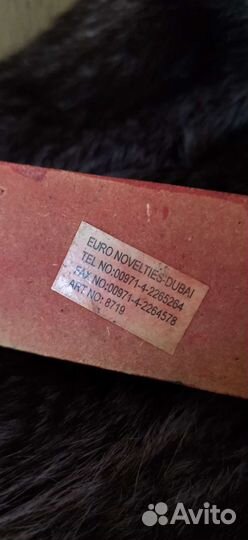 EURO NOVELTIES-DUBAI
TEL NO:00971-4-2265264
FAX NO:00971-4-2264578
ART NO: 8719
Avito